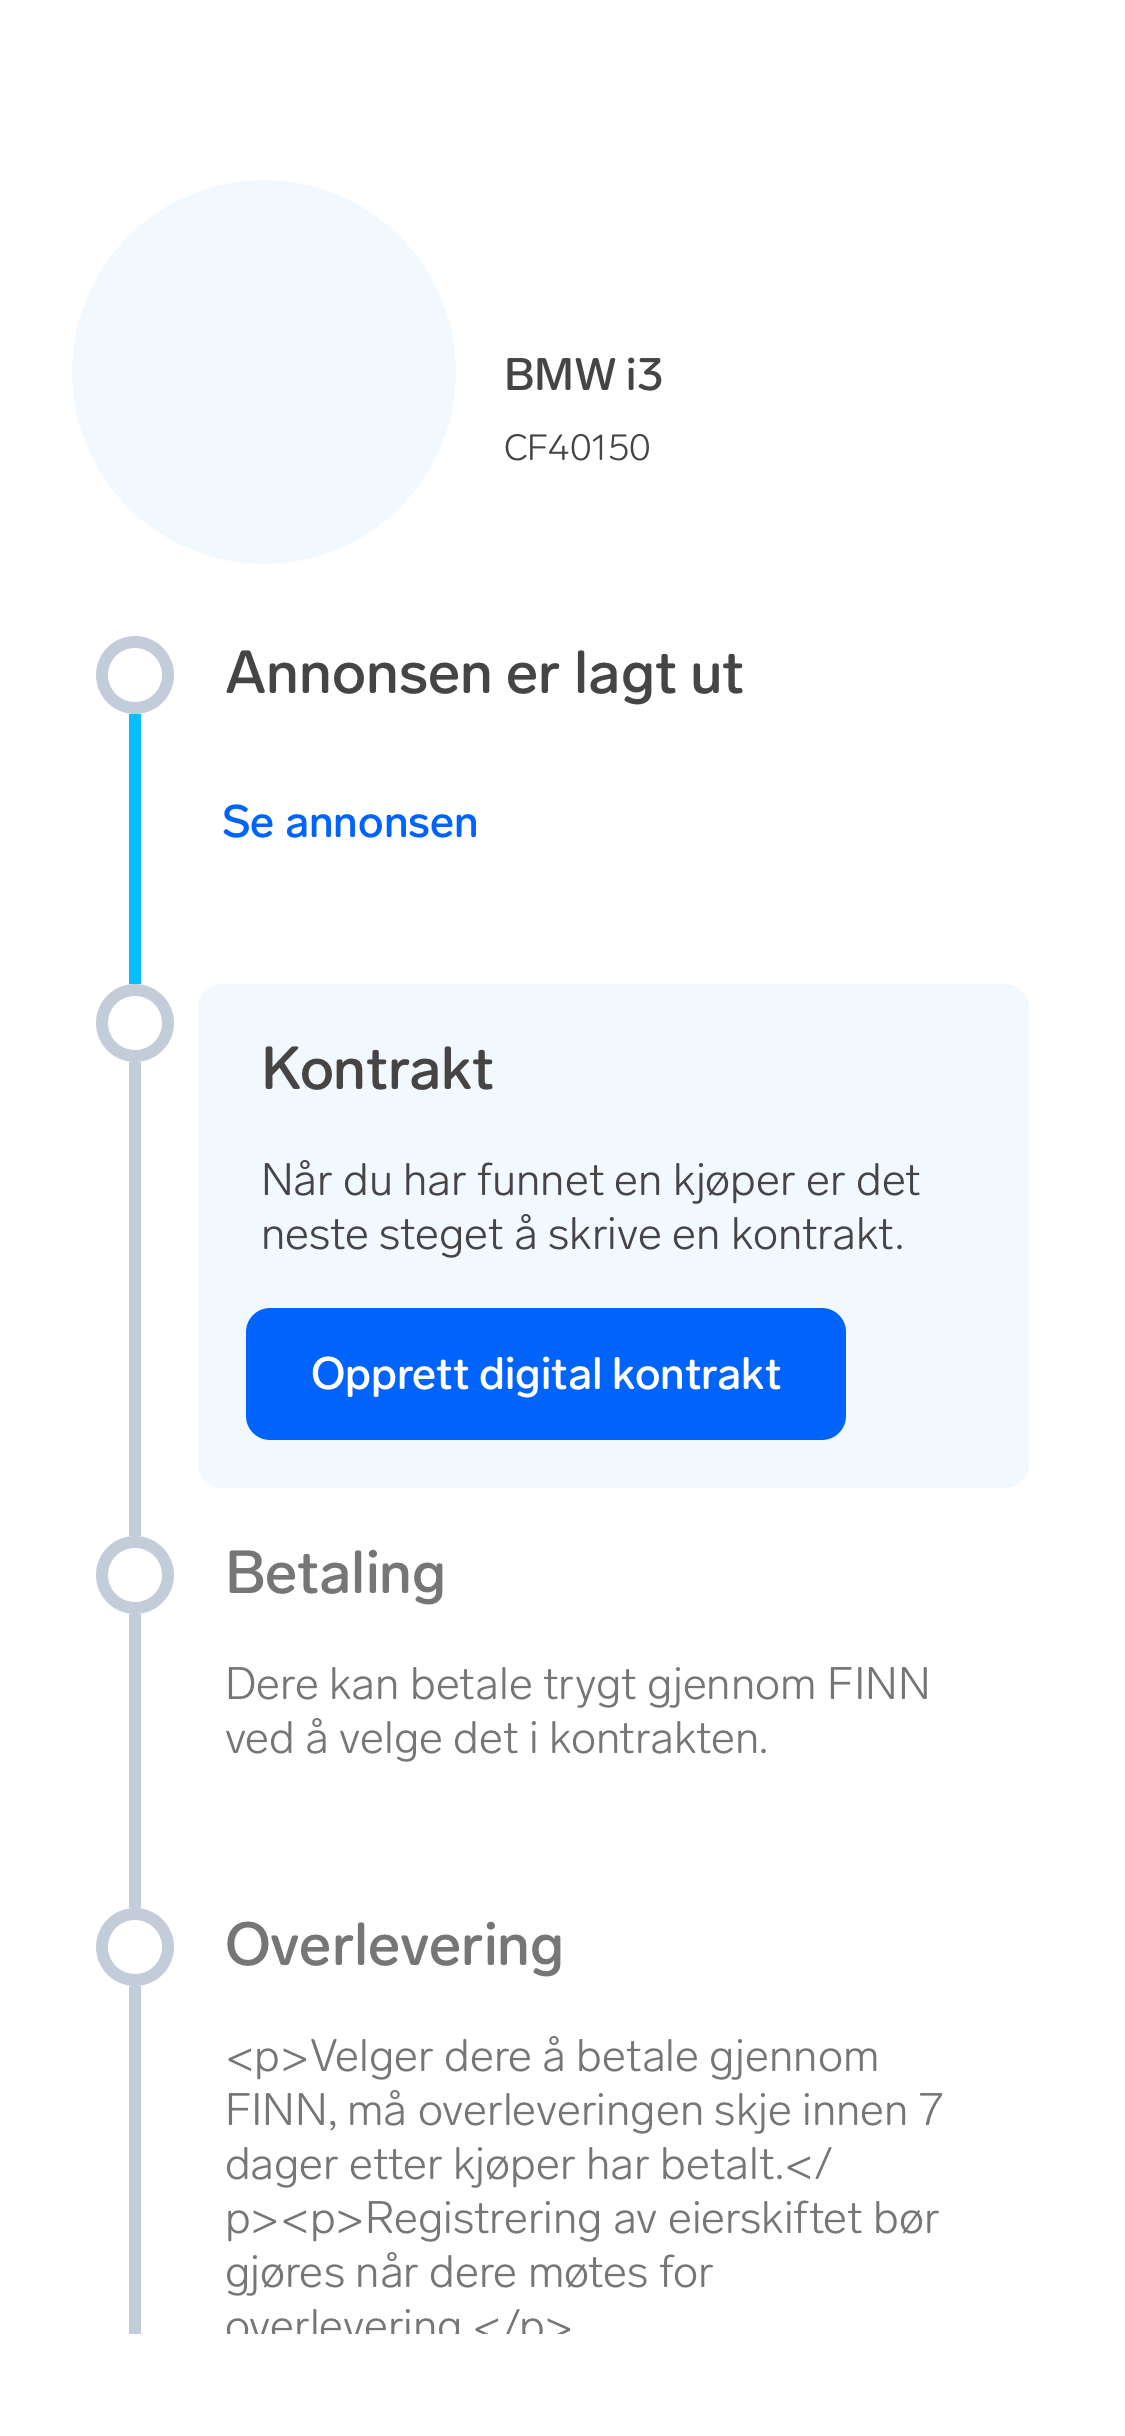 BMW i3
CF40150
Annonsen er lagt ut
Se annonsen
Kontrakt
Når du har funnet en kjøper er det
neste steget å skrive en kontrakt.
Opprett digital kontrakt
Betaling
Dere kan betale trygt gjennom FINN
ved å velge det i kontrakten.
Overlevering
<p>Velger dere å betale gjennom
FINN, må overleveringen skje innen 7
dager etter kjøper har betalt.</
p><p>Registrering av eierskiftet bør
gjøres når dere møtes for
overlevering.</p>